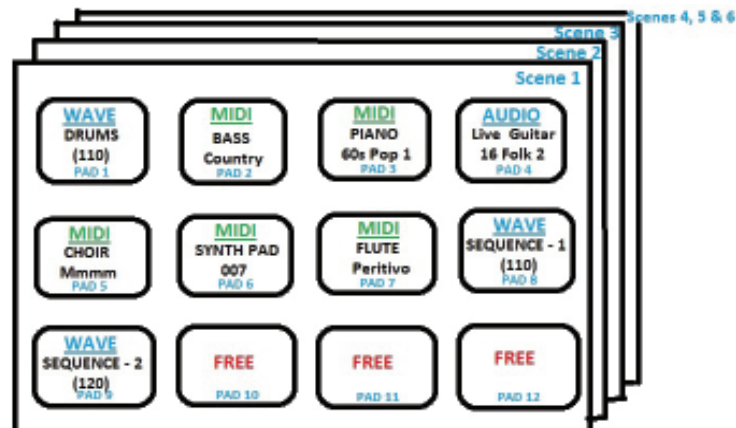 Scenes 4, 5 & 6
Scene 3
Scene 2
Scene 1
WAVE
DRUMS
(110)
PAD 1
MIDI
BASS
Country
PAD 2
MIDI
PIANO
60s Pop 1
PAD 3
AUDIO
Live Guitar
16 Folk 2
PAD 4
MIDI
CHOIR
Mmmm
PAD 5
MIDI
SYNTH PAD
007
PAD 6
MIDI
FLUTE
Peritivo
PAD 7
WAVE
SEQUENCE - 1
(110)
PAD 8
WAVE
SEQUENCE - 2
(120)
PAD 9
FREE
PAD 10
FREE
PAD 11
FREE
PAD 12